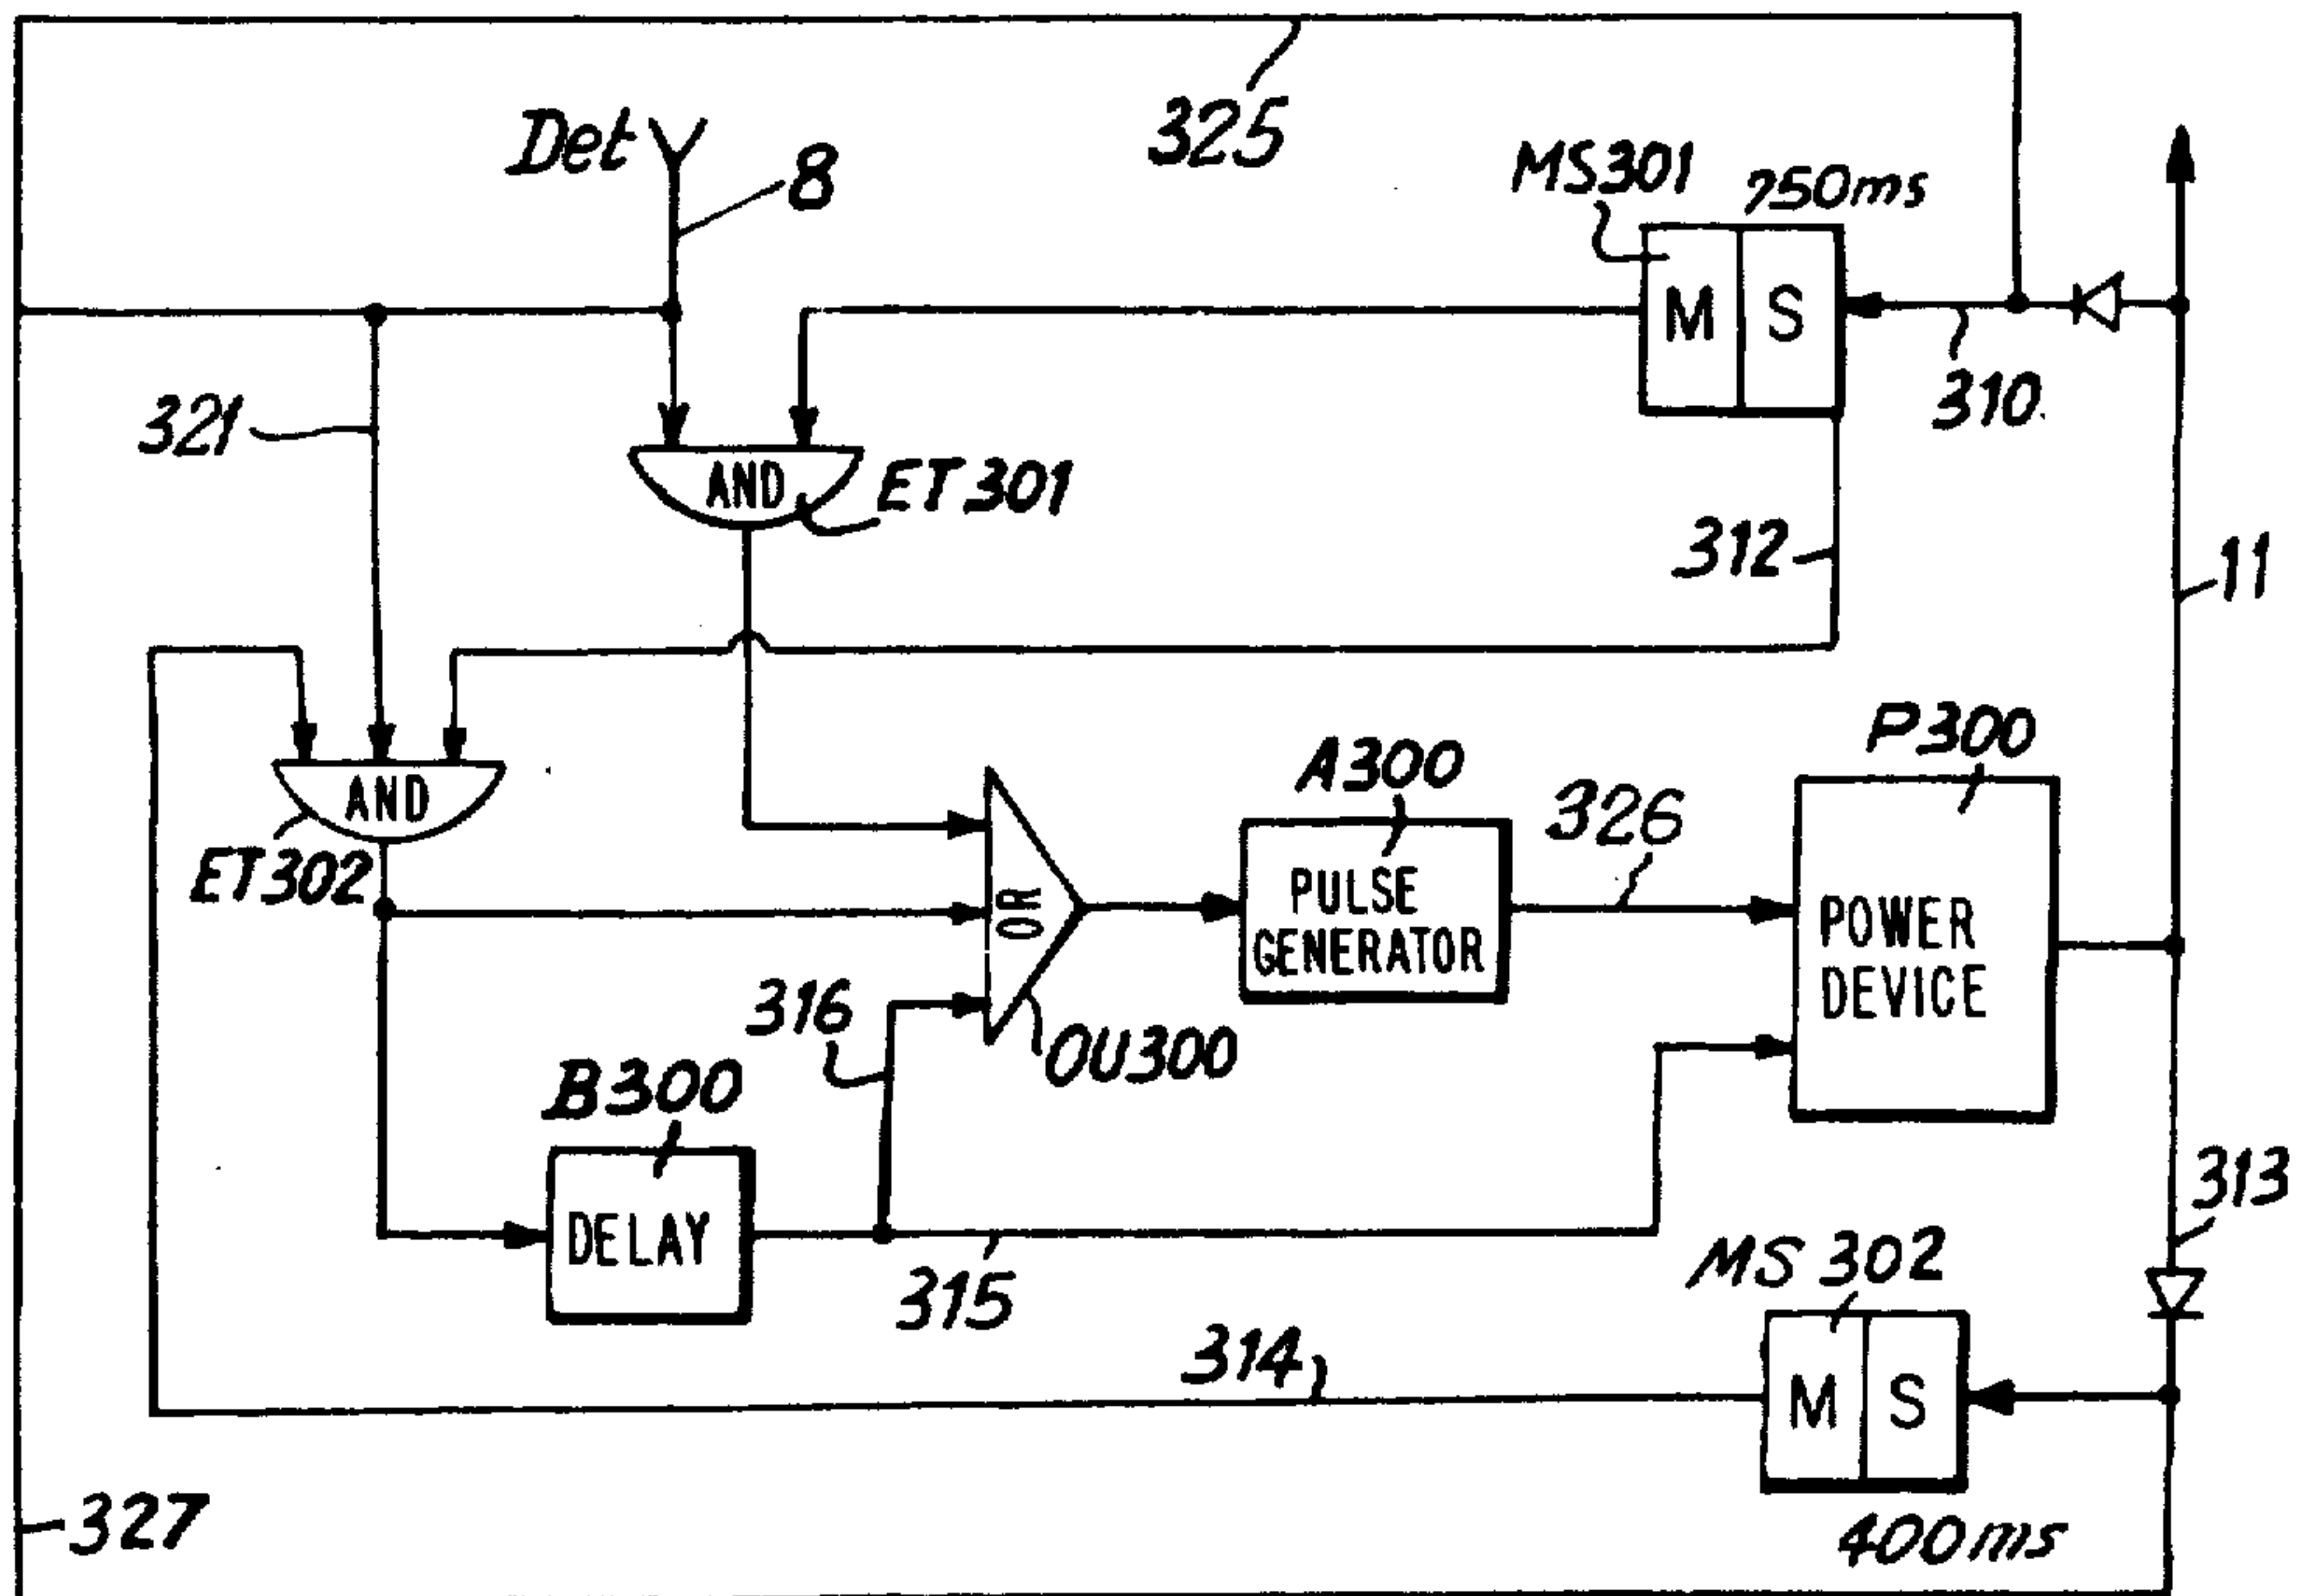 325
Det
8
MS301
750ms
M S
310
321
AND
ET301
312
11
AND
ET302
P300
A300
326
OR
PULSE
GENERATOR
POWER
DEVICE
316
OU300
B300
DELAY
315
313
MS 302
314
M S
327
400ms